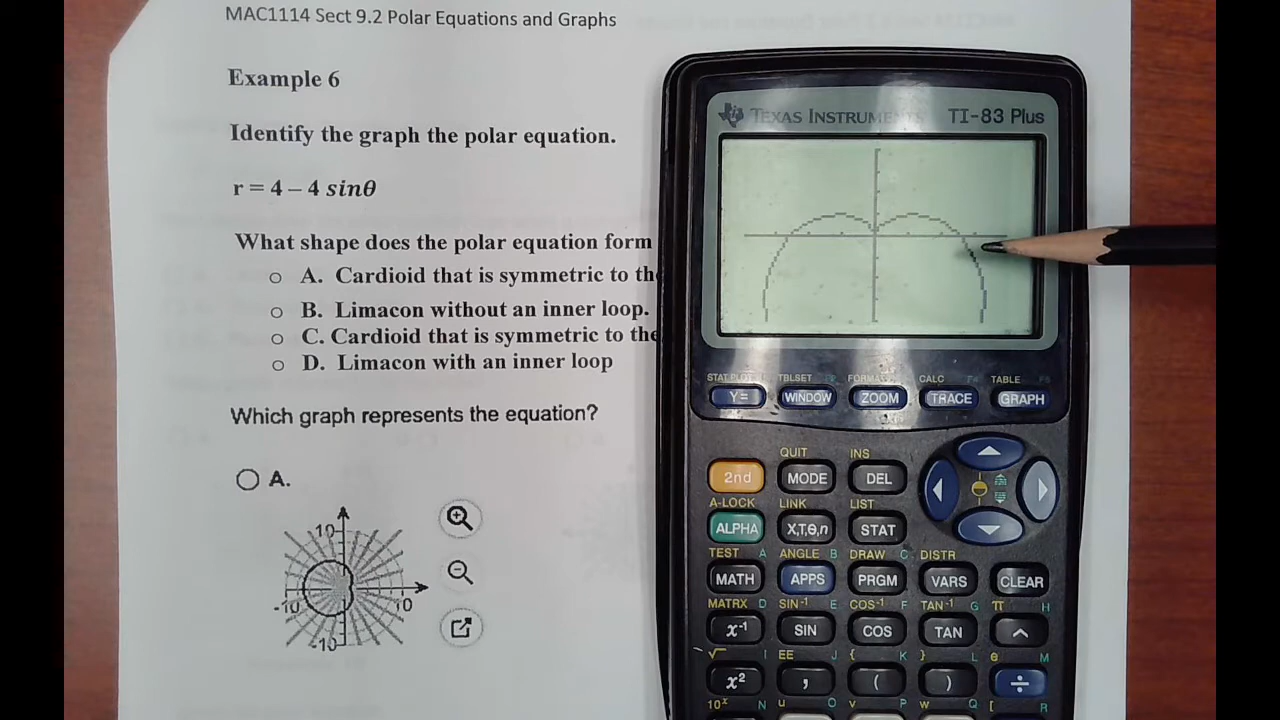 MAC1114 Sect 9.2 Polar Equations and Graphs
Example 6
Identify the graph the polar equation.
r = 4 – 4 sinθ
What shape does the polar equation form
A. Cardioid that is symmetric to the
B. Limacon without an inner loop.
C. Cardioid that is symmetric to the
D. Limacon with an inner loop
Which graph represents the equation?
A.
10
-10 10
-10
TEXAS INSTRUMENTS TI-83 Plus
STAT PLOT TBLSET FORMAT CALC F4 TABLE F5
Y= WINDOW ZOOM TRACE GRAPH
QUIT INS
2nd MODE DEL
A-LOCK LINK LIST
ALPHA X,T,θ,n STAT
TEST A ANGLE B DRAW C DISTR
MATH APPS PRGM VARS CLEAR
MATRX D SIN⁻¹ E COS⁻¹ F TAN⁻¹ G π H
x⁻¹ SIN COS TAN ^
√ I EE J { K } L e M
x² , ( ) ÷
10ˣ N u O v P w Q [ R